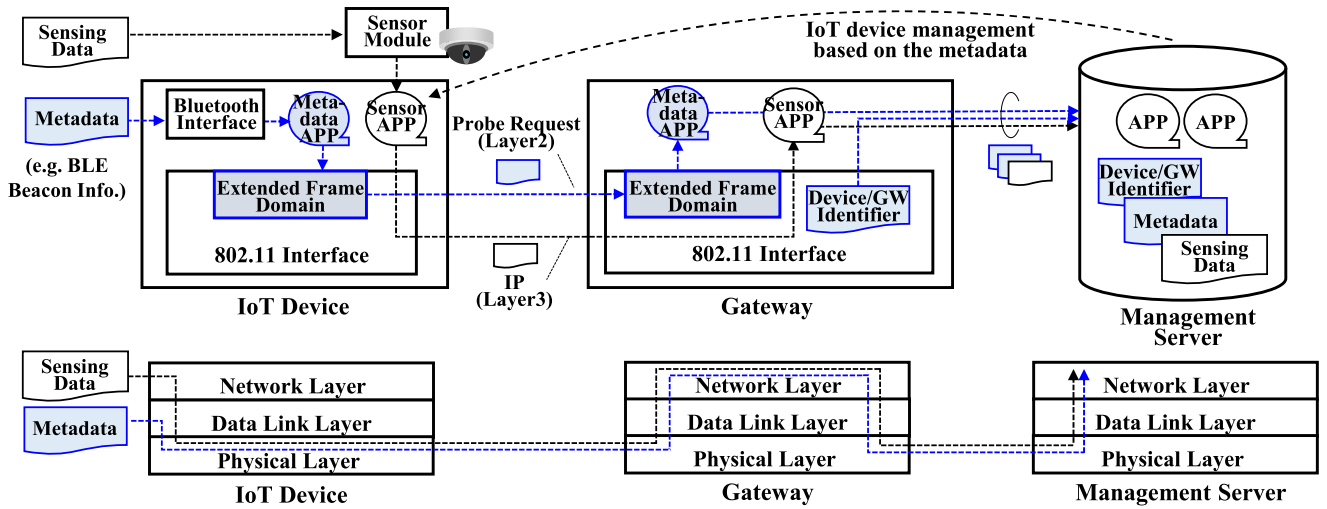 Sensing
Data
Sensor
Module
IoT device management
based on the metadata
Metadata
(e.g. BLE
Beacon Info.)
Bluetooth
Interface
Meta-
data
APP
Sensor
APP
Extended Frame
Domain
802.11 Interface
IoT Device
Probe Request
(Layer2)
IP
(Layer3)
Meta-
data
APP
Sensor
APP
Extended Frame
Domain
Device/GW
Identifier
802.11 Interface
Gateway
APP
APP
Device/GW
Identifier
Metadata
Sensing
Data
Management
Server
Sensing
Data
Metadata
Network Layer
Data Link Layer
Physical Layer
IoT Device
Network Layer
Data Link Layer
Physical Layer
Gateway
Network Layer
Data Link Layer
Physical Layer
Management Server